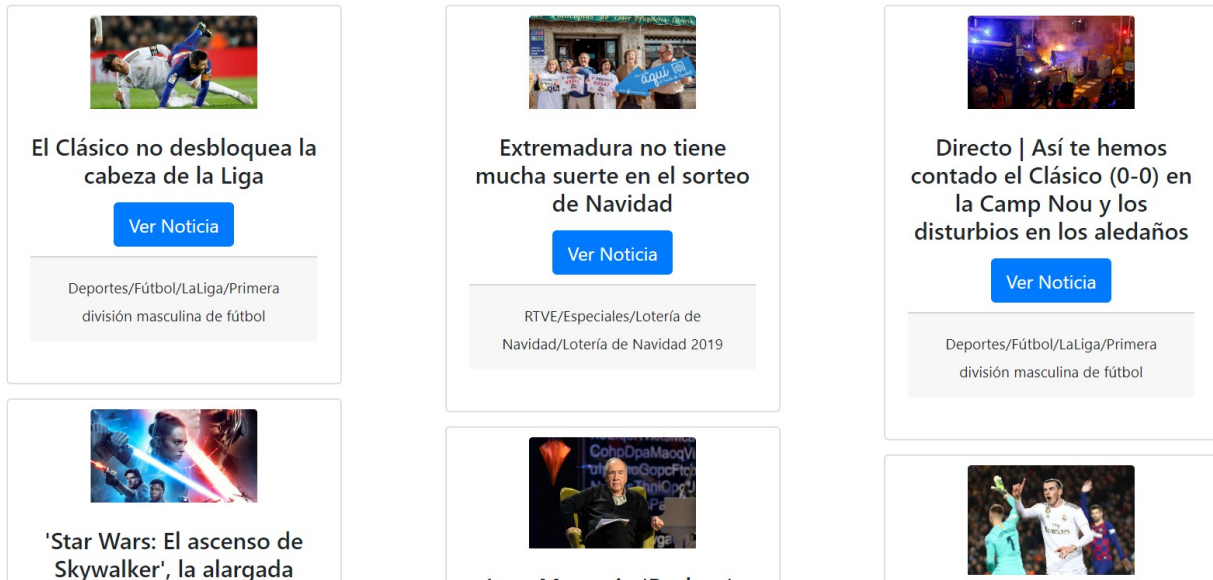 El Clásico no desbloquea la
cabeza de la Liga
Ver Noticia
Deportes/Fútbol/LaLiga/Primera
división masculina de fútbol
'Star Wars: El ascenso de
Skywalker', la alargada
aquí
Extremadura no tiene
mucha suerte en el sorteo
de Navidad
Ver Noticia
RTVE/Especiales/Lotería de
Navidad/Lotería de Navidad 2019
Directo | Así te hemos
contado el Clásico (0-0) en
la Camp Nou y los
disturbios en los aledaños
Ver Noticia
Deportes/Fútbol/LaLiga/Primera
división masculina de fútbol